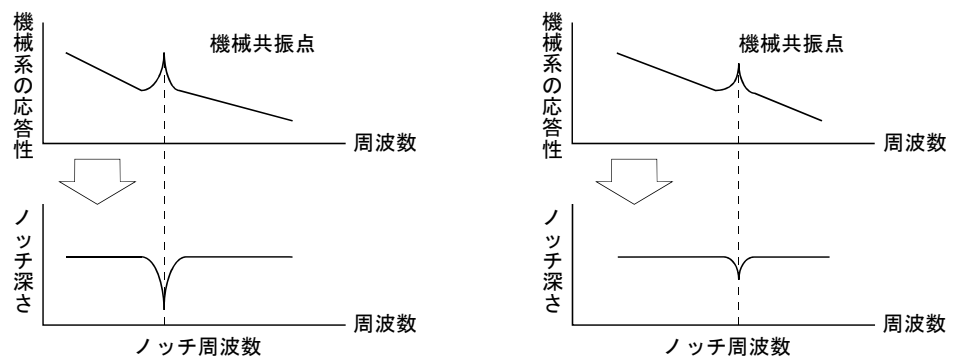 機械系の応答性
機械共振点
周波数
ノッチ深さ
周波数
ノッチ周波数
機械系の応答性
機械共振点
周波数
ノッチ深さ
周波数
ノッチ周波数